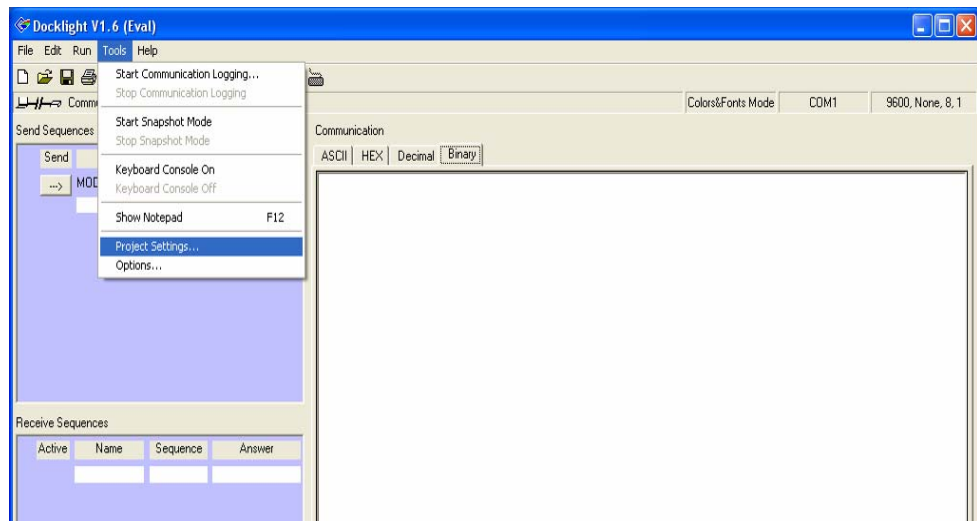 Docklight V1.6 (Eval)
File Edit Run Tools Help
Start Communication Logging...
Stop Communication Logging
Start Snapshot Mode
Stop Snapshot Mode
Keyboard Console On
Keyboard Console Off
Show Notepad F12
Project Settings...
Options...
Colors&Fonts Mode COM1 9600, None, 8, 1
Send Sequences
Send
---> MOD
Communication
ASCII HEX Decimal Binary
Receive Sequences
Active Name Sequence Answer